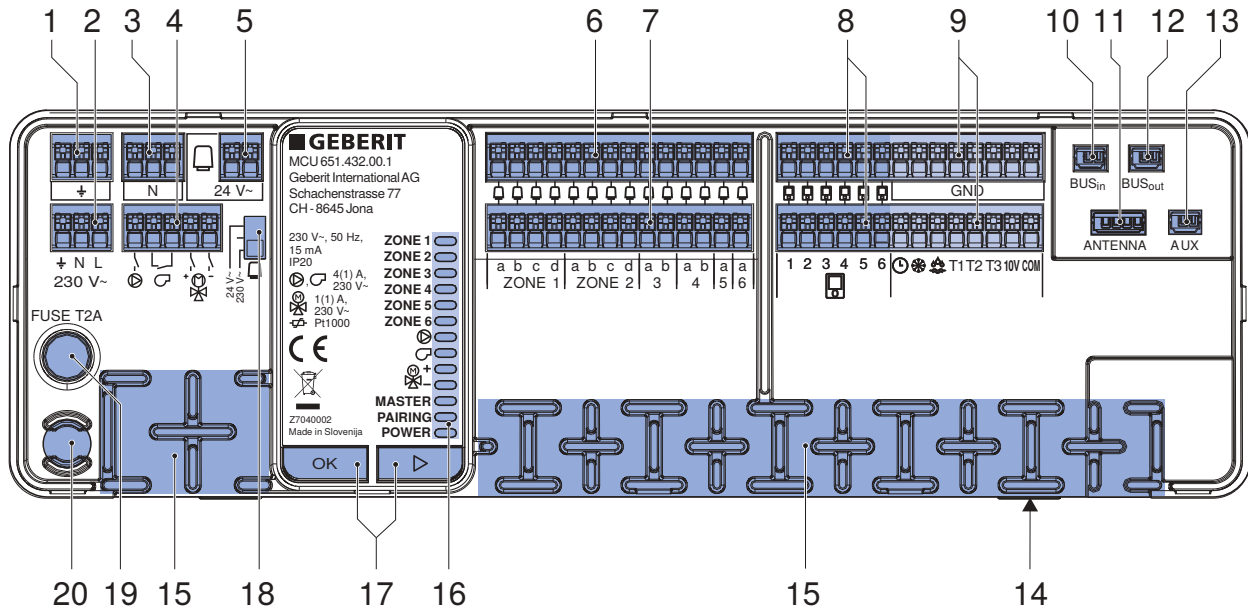 1 2 3 4 5 6 7 8 9 10 11 12 13
GEBERIT
MCU 651.432.00.1
Geberit International AG
Schachenstrasse 77
CH - 8645 Jona
N
24 V~
GND
BUSin
BUSout
ANTENNA
AUX
N L
230 V~
+ -
M
24 V~
230 V~
230 V~, 50 Hz,
15 mA
IP20
4(1) A,
230 V~
M
1(1) A,
230 V~
Pt1000
CE
Z7040002
Made in Slovenija
ZONE 1
ZONE 2
ZONE 3
ZONE 4
ZONE 5
ZONE 6
M
+
–
MASTER
PAIRING
POWER
OK
a b c d a b c d a b a b a a
ZONE 1 ZONE 2 3 4 5 6
1 2 3 4 5 6
T1 T2 T3 10V COM
FUSE T2A
20 19 15 18 17 16 15 14